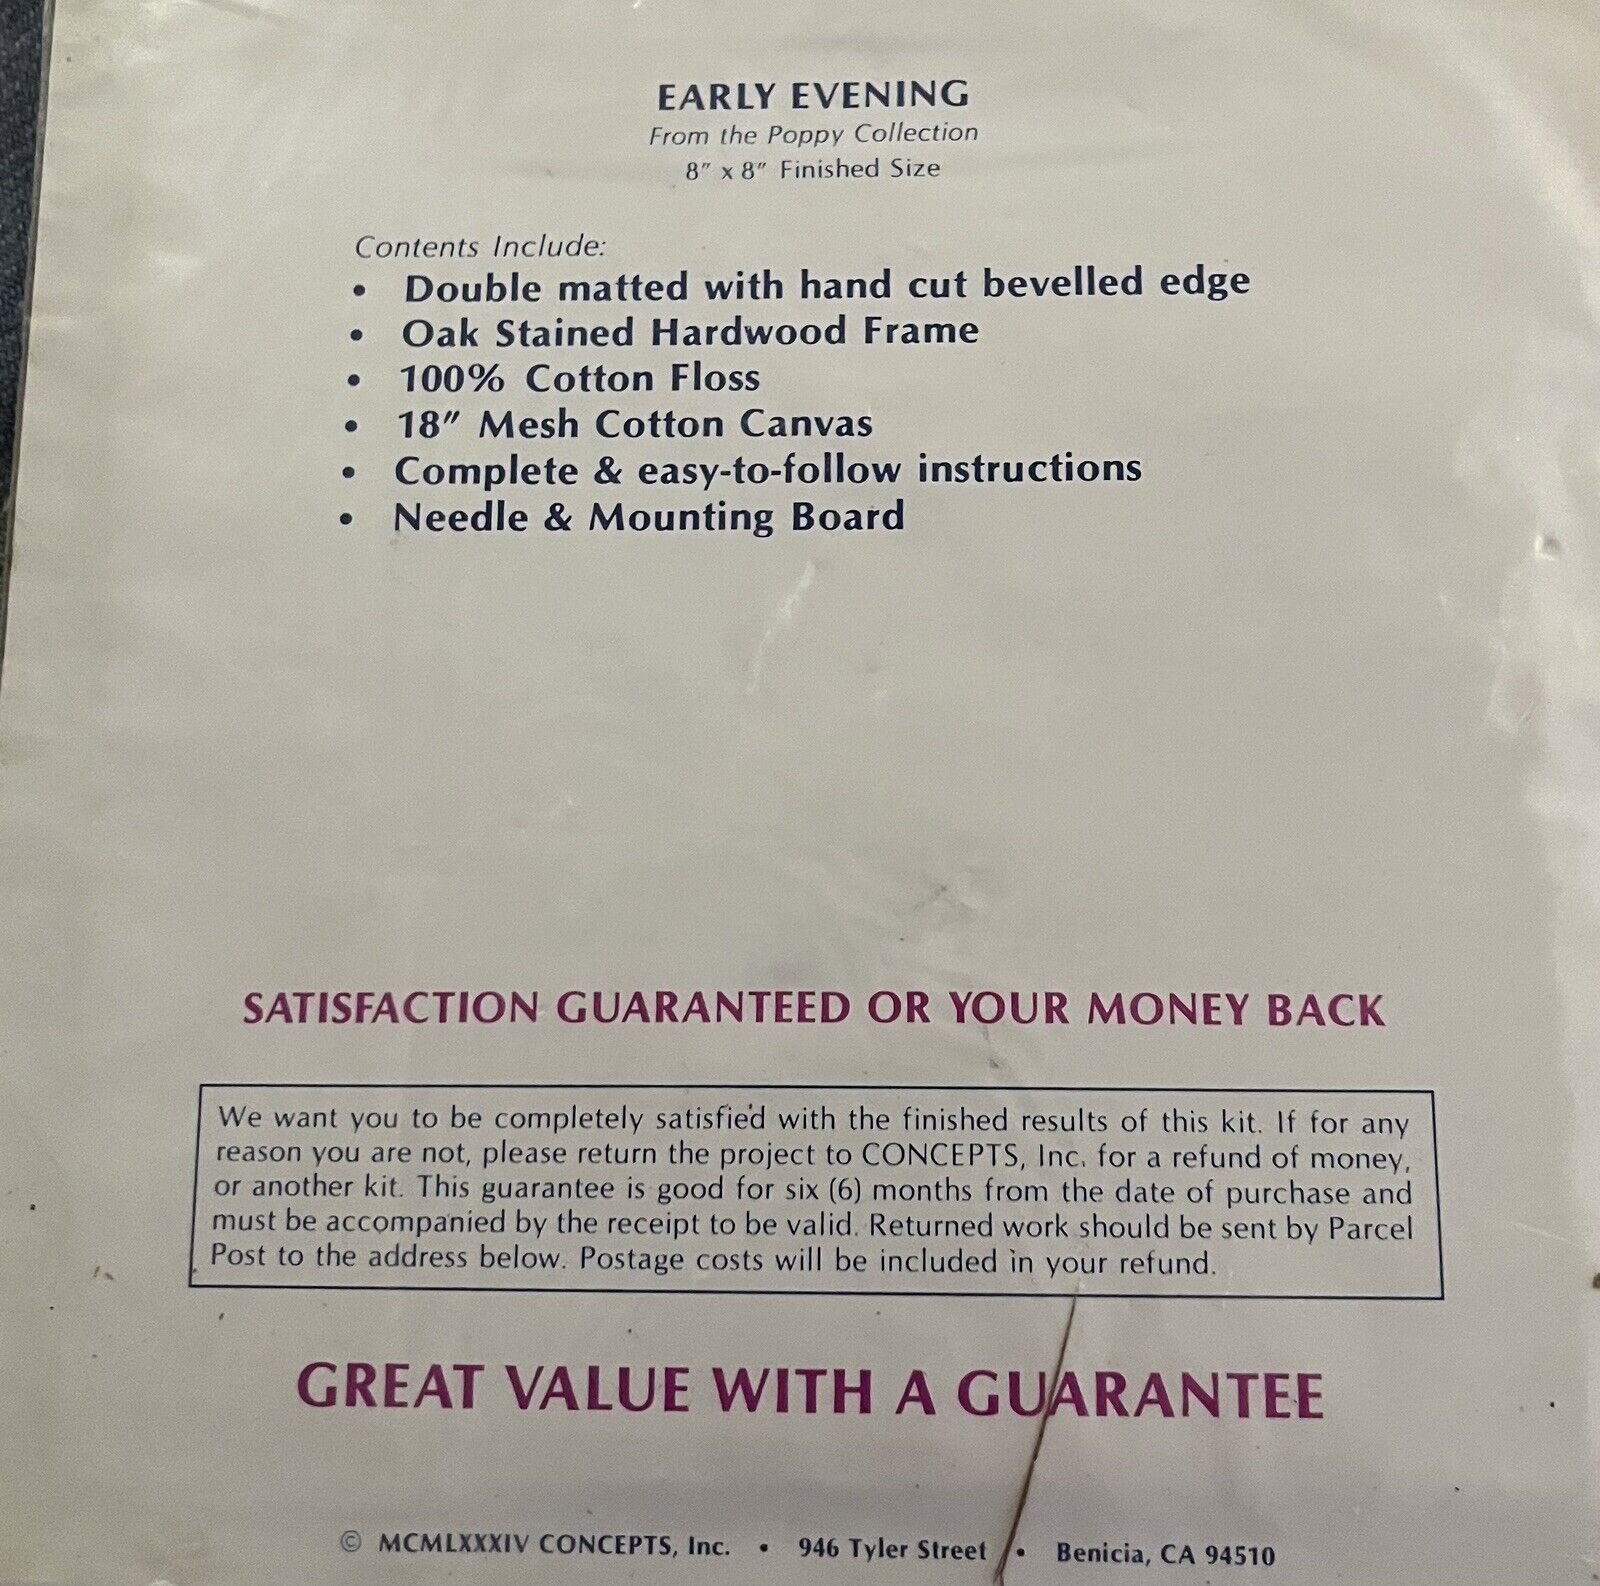 EARLY EVENING
From the Poppy Collection
8" x 8" Finished Size
Contents Include:
• Double matted with hand cut bevelled edge
• Oak Stained Hardwood Frame
• 100% Cotton Floss
• 18" Mesh Cotton Canvas
• Complete & easy-to-follow instructions
• Needle & Mounting Board
SATISFACTION GUARANTEED OR YOUR MONEY BACK
We want you to be completely satisfied with the finished results of this kit. If for any
reason you are not, please return the project to CONCEPTS, Inc. for a refund of money,
or another kit. This guarantee is good for six (6) months from the date of purchase and
must be accompanied by the receipt to be valid. Returned work should be sent by Parcel
Post to the address below. Postage costs will be included in your refund.
GREAT VALUE WITH A GUARANTEE
© MCMLXXXIV CONCEPTS, Inc. • 946 Tyler Street • Benicia, CA 94510